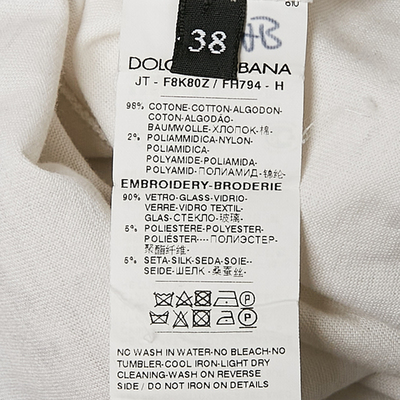 610
38
DOLC BANA
JT - F8K80Z / FH794 - H
98% COTONE-COTTON-ALGODON-
COTON-ALGODÃO-
BAUMWOLLE-ХЛОПОК-棉-
2% POLIAMMIDICA-NYLON-
POLIAMIDICA-
POLYAMIDE-POLIAMIDA-
POLYAMID-ПОЛИАМИД-锦纶-
EMBROIDERY-BRODERIE
90% VETRO-GLASS-VIDRIO-
VERRE-VIDRO TEXTIL
GLAS-СТЕКЛО-玻璃-
5% POLIESTERE-POLYESTER-
POLIÉSTER----ПОЛИЭСТЕР-
聚酯纤维-
5% SETA-SILK-SEDA-SOIE--
SEIDE-ШЕЛК-桑蚕丝-
NO WASH IN WATER-NO BLEACH-NO
TUMBLER-COOL IRON-LIGHT DRY
CLEANING-WASH ON REVERSE
SIDE / DO NOT IRON ON DETAILS